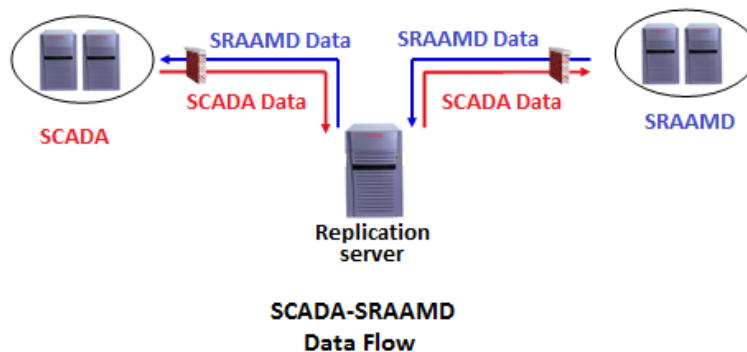 SRAAMD Data
SRAAMD Data
SCADA Data
SCADA Data
SCADA
SRAAMD
Replication
server
SCADA-SRAAMD
Data Flow